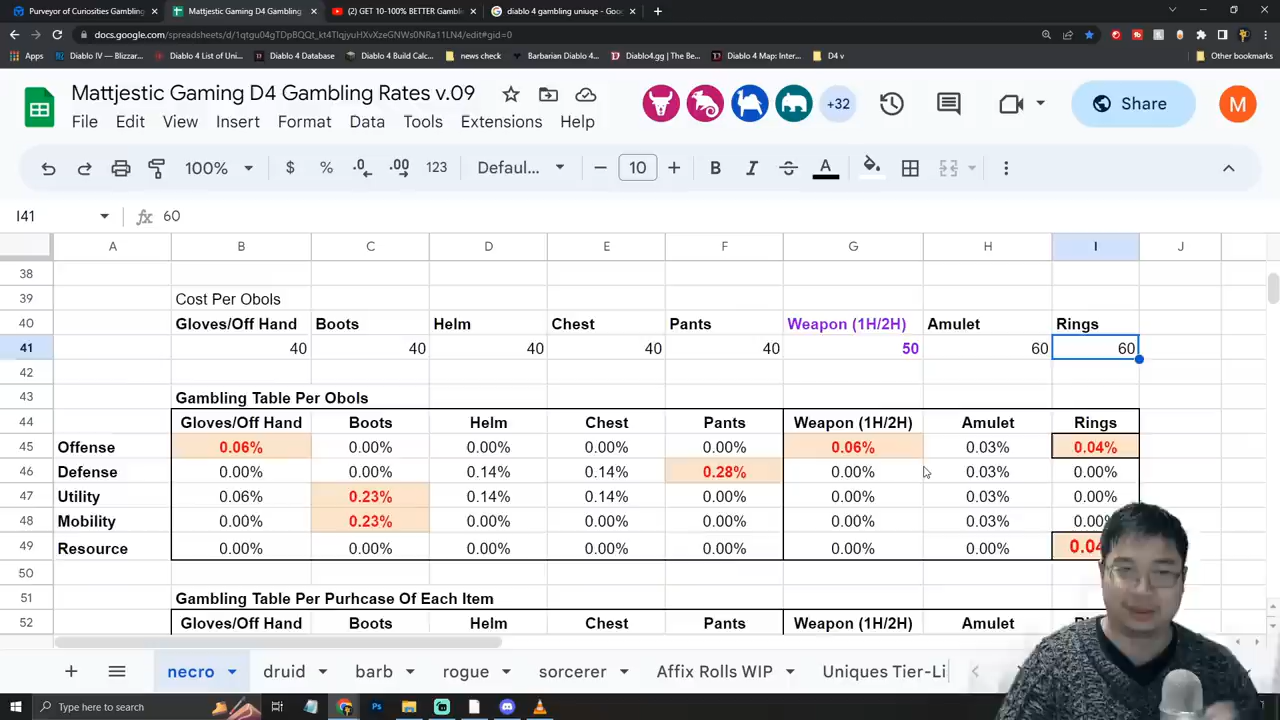 Purveyor of Curiosities Gambling
Mattjestic Gaming D4 Gambling
(2) GET 10-100% BETTER Gambling
diablo 4 gambling uniuqe - Goo
docs.google.com/spreadsheets/d/1qtgu04gTDpBQQt_kt4TlqjyuHXvXzeGNWs0NRa11LN4/edit#gid=0
Apps
Diablo IV — Blizzar...
Diablo 4 List of Uni...
Diablo 4 Database
Diablo 4 Build Calc...
news check
Barbarian Diablo 4...
Diablo4.gg | The Be...
Diablo 4 Map: Inter...
D4 v
Other bookmarks
Mattjestic Gaming D4 Gambling Rates v.09
+32
Share
M
File Edit View Insert Format Data Tools Extensions Help
100% $ % .0 .00 123 Defaul... 10 B I A
I41 fx 60
A B C D E F G H I J
38
39 Cost Per Obols
40 Gloves/Off Hand Boots Helm Chest Pants Weapon (1H/2H) Amulet Rings
41 40 40 40 40 40 50 60 60
42
43 Gambling Table Per Obols
44 Gloves/Off Hand Boots Helm Chest Pants Weapon (1H/2H) Amulet Rings
45 Offense 0.06% 0.00% 0.00% 0.00% 0.00% 0.06% 0.03% 0.04%
46 Defense 0.00% 0.00% 0.14% 0.14% 0.28% 0.00% 0.03% 0.00%
47 Utility 0.06% 0.23% 0.14% 0.14% 0.00% 0.00% 0.03% 0.00%
48 Mobility 0.00% 0.23% 0.00% 0.00% 0.00% 0.00% 0.03% 0.00
49 Resource 0.00% 0.00% 0.00% 0.00% 0.00% 0.00% 0.00% 0.04
50
51 Gambling Table Per Purhcase Of Each Item
52 Gloves/Off Hand Boots Helm Chest Pants Weapon (1H/2H) Amulet
necro druid barb rogue sorcerer Affix Rolls WIP Uniques Tier-Li
Type here to search